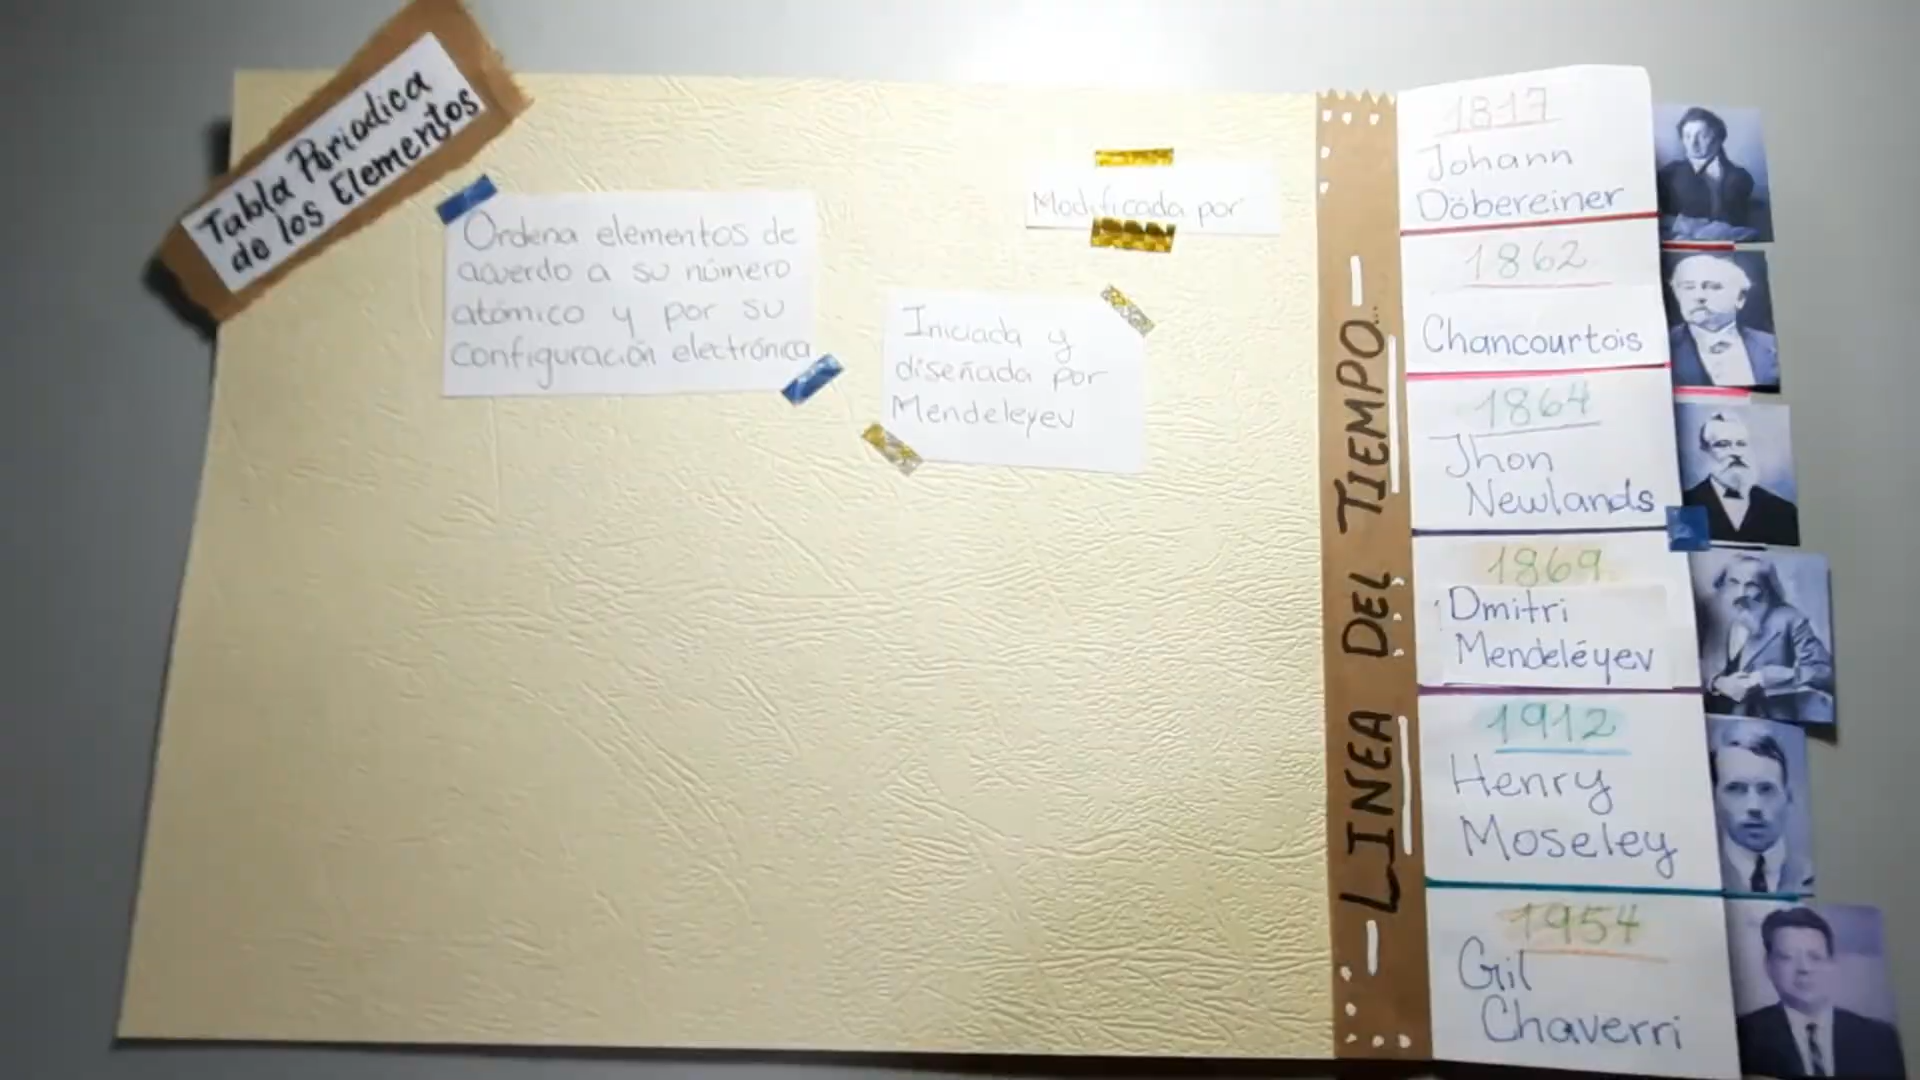 Tabla Periodica
de los Elementos
Ordena elementos de
acuerdo a su número
atómico y por su
configuración electrónica
Modificada por
Iniciada y
diseñada por
Mendeleyev
LINEA DEL TIEMPO...
1817
Johann
Döbereiner
1862
Chancourtois
1864
Jhon
Newlands
1869
Dmitri
Mendeléyev
1912
Henry
Moseley
1954
Gil
Chaverri